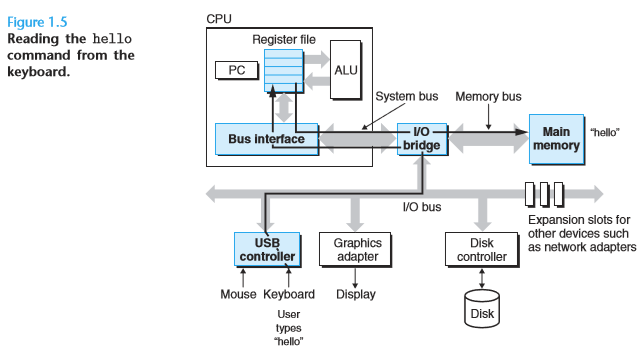 Figure 1.5
Reading the hello
command from the
keyboard.
CPU
Register file
PC
ALU
System bus
Memory bus
Bus interface
I/O
bridge
Main
memory
"hello"
I/O bus
Expansion slots for
other devices such
as network adapters
USB
controller
Graphics
adapter
Disk
controller
Mouse
Keyboard
Display
User
types
"hello"
Disk